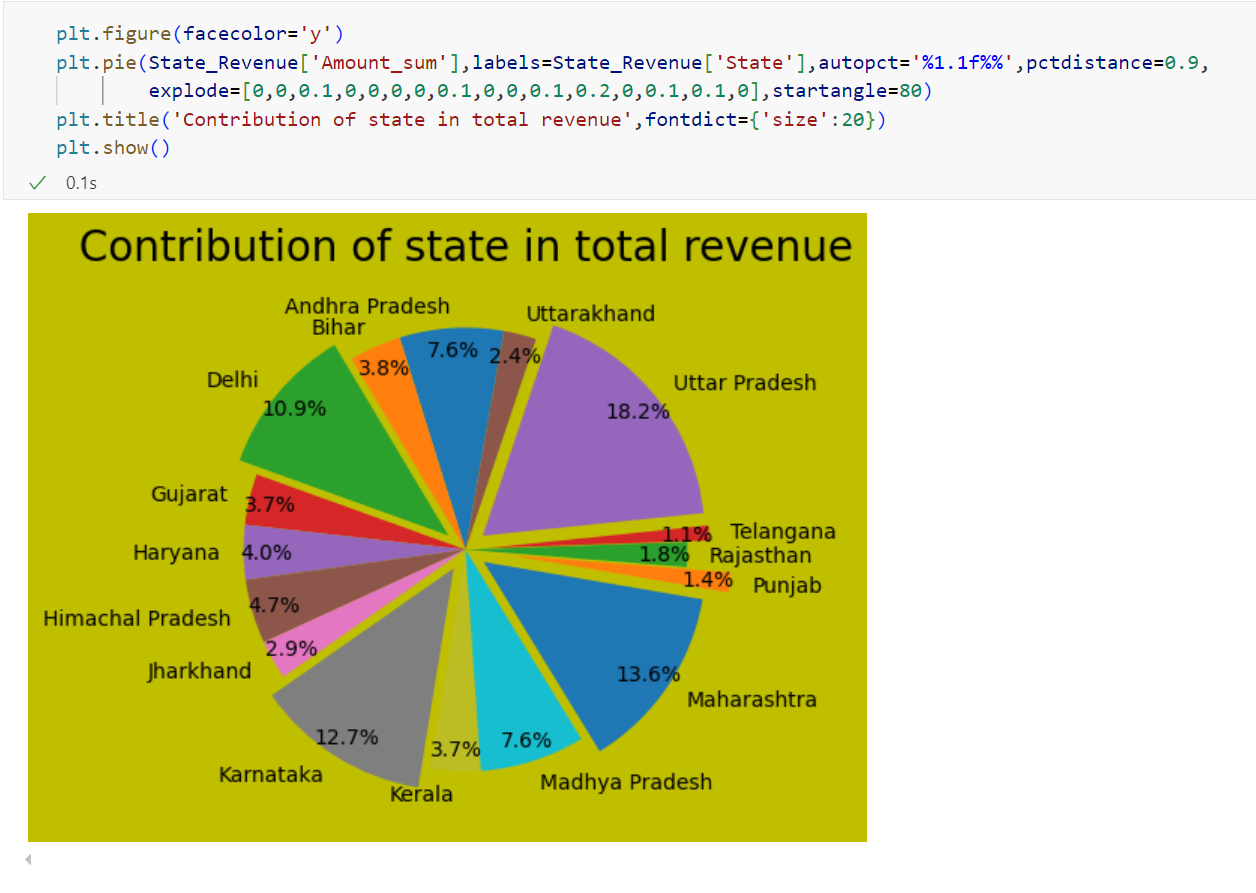 plt.figure(facecolor='y')
plt.pie(State_Revenue['Amount_sum'],labels=State_Revenue['State'],autopct='%1.1f%%',pctdistance=0.9,
explode=[0,0,0.1,0,0,0,0,0.1,0,0,0.1,0.2,0,0.1,0.1,0],startangle=80)
plt.title('Contribution of state in total revenue',fontdict={'size':20})
plt.show()
0.1s
Contribution of state in total revenue
Andhra Pradesh
Uttarakhand
Bihar
7.6%
2.4%
3.8%
Delhi
Uttar Pradesh
10.9%
18.2%
Gujarat
3.7%
1.1%
Telangana
Haryana
4.0%
1.8%
Rajasthan
1.4%
Punjab
4.7%
Himachal Pradesh
2.9%
Jharkhand
13.6%
Maharashtra
12.7%
3.7%
7.6%
Karnataka
Kerala
Madhya Pradesh